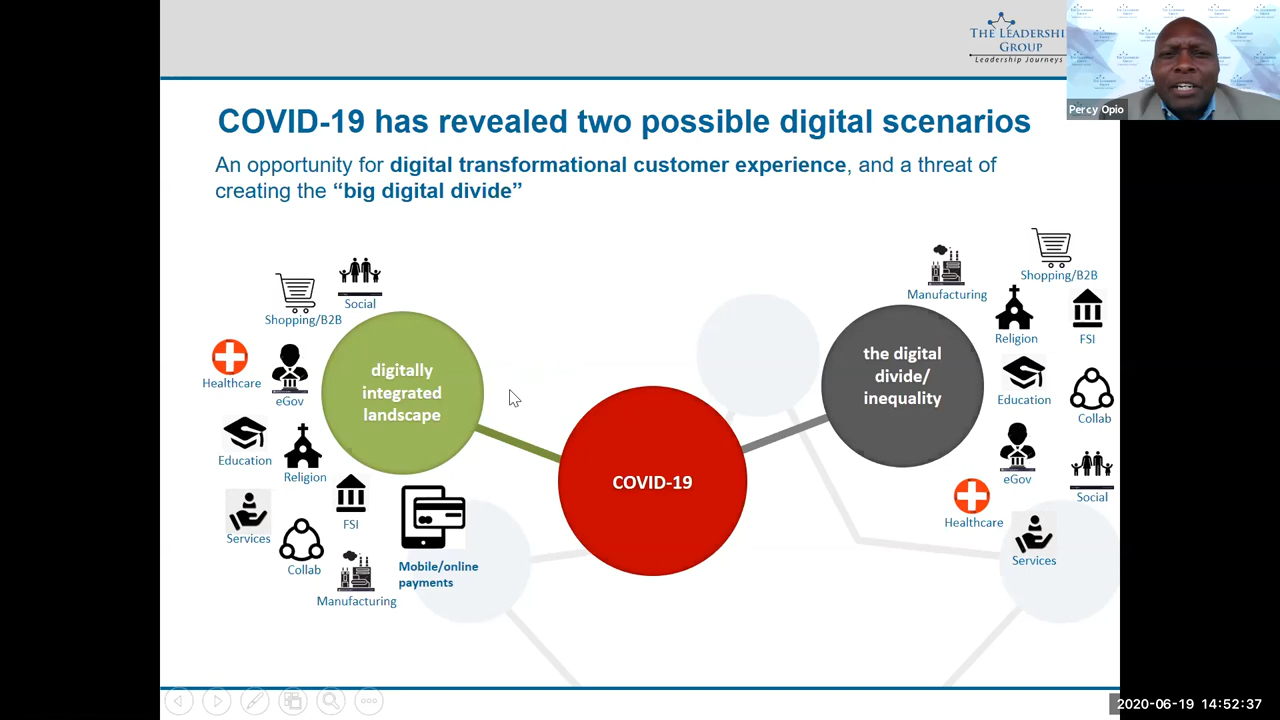 THE LEADERSHI
GROUP
Leadership Journeys
Percy Opio
COVID-19 has revealed two possible digital scenarios
An opportunity for digital transformational customer experience, and a threat of
creating the “big digital divide”
Social
Shopping/B2B
Healthcare
eGov
Education
Religion
FSI
Services
Collab
Manufacturing
Mobile/online
payments
digitally
integrated
landscape
COVID-19
the digital
divide/
inequality
Manufacturing
Shopping/B2B
Religion
FSI
Education
Collab
eGov
Social
Healthcare
Services
2020-06-19 14:52:37